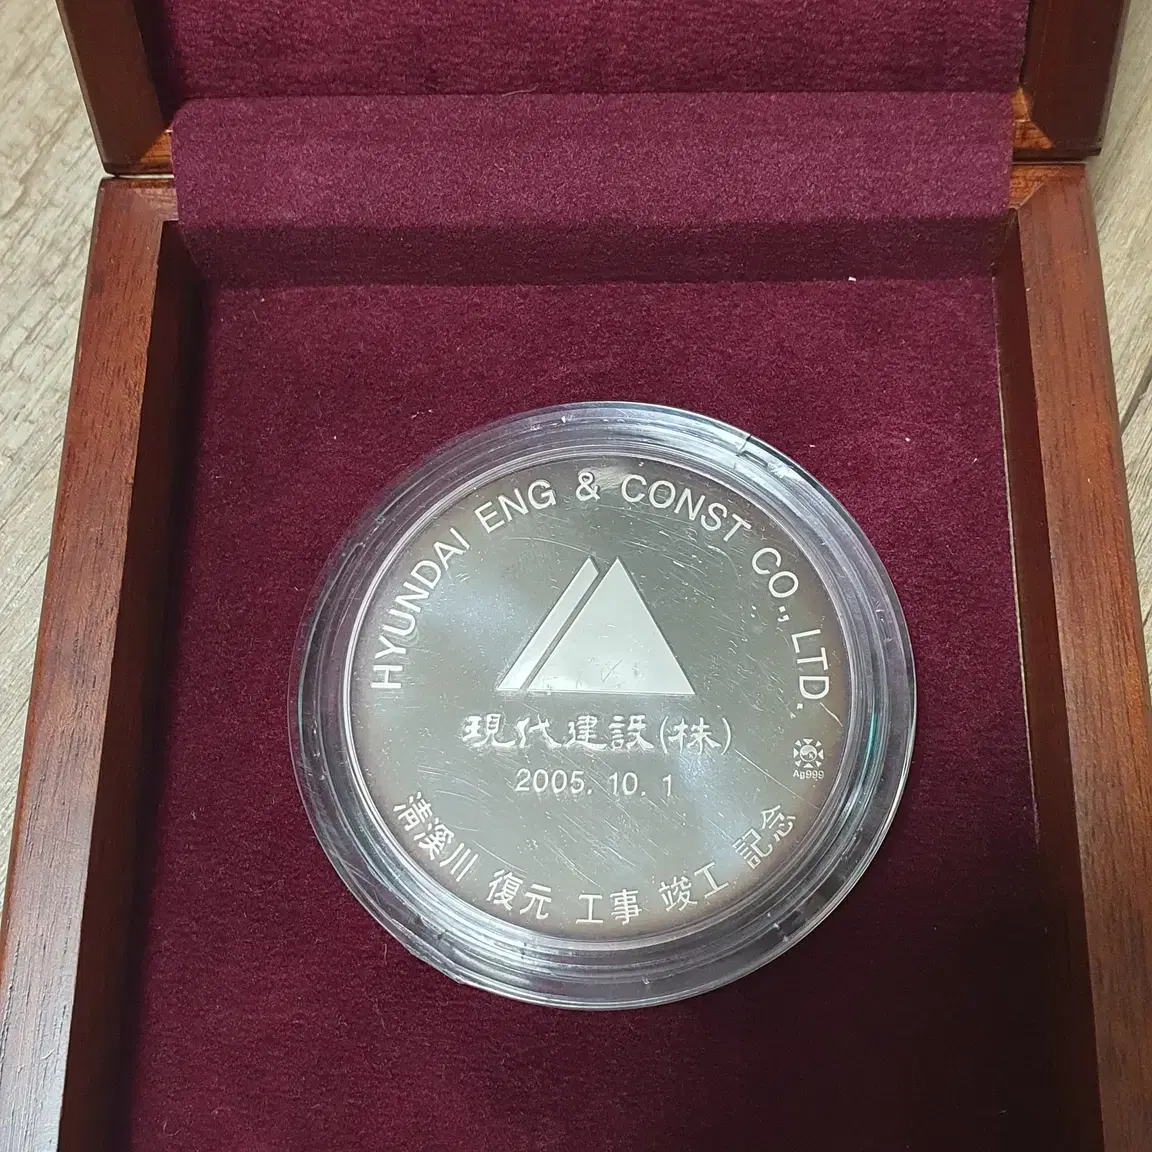 HYUNDAI ENG & CONST CO., LTD.
現代建設(株)
2005. 10. 1
Ag999
淸溪川 復元 工事 竣工 記念